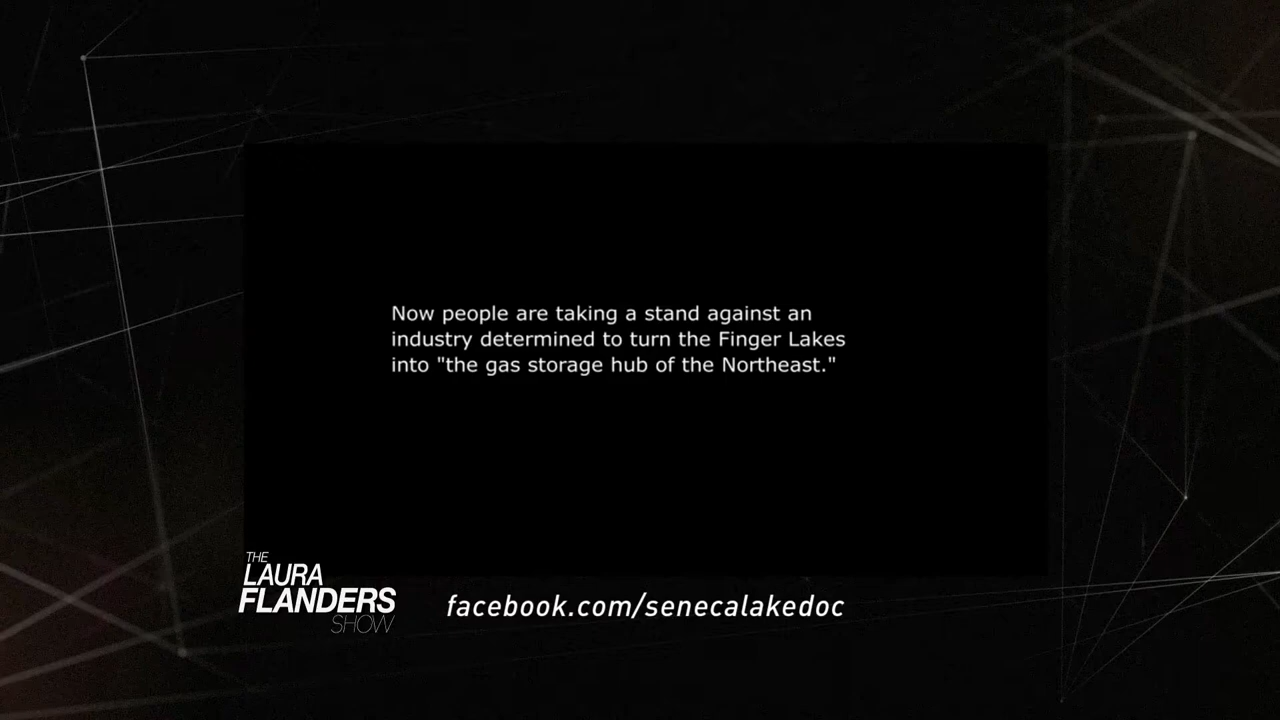 Now people are taking a stand against an
industry determined to turn the Finger Lakes
into "the gas storage hub of the Northeast."
THE
LAURA
FLANDERS
SHOW
facebook.com/senecalakedoc